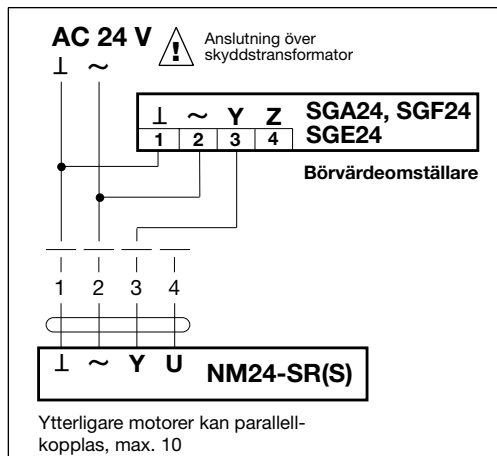 AC 24 V
Anslutning över
skyddstransformator
⊥ ~
⊥ ~ Y Z
1 2 3 4
SGA24, SGF24
SGE24
Börvärdeomställare
1 2 3 4
⊥ ~ Y U
NM24-SR(S)
Ytterligare motorer kan parallell-
kopplas, max. 10